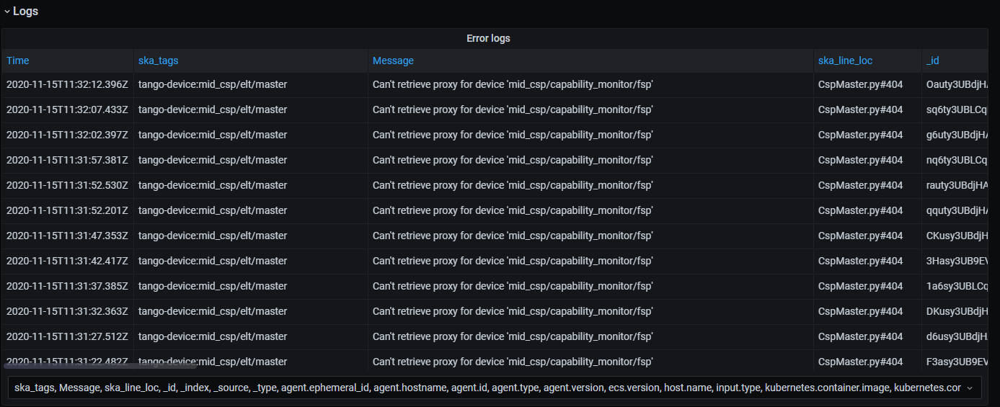 Logs
Error logs
Time ska_tags Message ska_line_loc _id
2020-11-15T11:32:12.396Z tango-device:mid_csp/elt/master Can't retrieve proxy for device 'mid_csp/capability_monitor/fsp' CspMaster.py#404 Oauty3UBdjHA
2020-11-15T11:32:07.433Z tango-device:mid_csp/elt/master Can't retrieve proxy for device 'mid_csp/capability_monitor/fsp' CspMaster.py#404 sq6ty3UBLCq
2020-11-15T11:32:02.397Z tango-device:mid_csp/elt/master Can't retrieve proxy for device 'mid_csp/capability_monitor/fsp' CspMaster.py#404 g6uty3UBdjHA
2020-11-15T11:31:57.381Z tango-device:mid_csp/elt/master Can't retrieve proxy for device 'mid_csp/capability_monitor/fsp' CspMaster.py#404 nq6ty3UBLCq
2020-11-15T11:31:52.530Z tango-device:mid_csp/elt/master Can't retrieve proxy for device 'mid_csp/capability_monitor/fsp' CspMaster.py#404 rauty3UBdjHA
2020-11-15T11:31:52.201Z tango-device:mid_csp/elt/master Can't retrieve proxy for device 'mid_csp/capability_monitor/fsp' CspMaster.py#404 qquty3UBdjHA
2020-11-15T11:31:47.353Z tango-device:mid_csp/elt/master Can't retrieve proxy for device 'mid_csp/capability_monitor/fsp' CspMaster.py#404 CKusy3UBdjH
2020-11-15T11:31:42.417Z tango-device:mid_csp/elt/master Can't retrieve proxy for device 'mid_csp/capability_monitor/fsp' CspMaster.py#404 3Hasy3UB9EV
2020-11-15T11:31:37.385Z tango-device:mid_csp/elt/master Can't retrieve proxy for device 'mid_csp/capability_monitor/fsp' CspMaster.py#404 1a6sy3UBLCq
2020-11-15T11:31:32.363Z tango-device:mid_csp/elt/master Can't retrieve proxy for device 'mid_csp/capability_monitor/fsp' CspMaster.py#404 DKusy3UBdjH
2020-11-15T11:31:27.512Z tango-device:mid_csp/elt/master Can't retrieve proxy for device 'mid_csp/capability_monitor/fsp' CspMaster.py#404 d6usy3UBdjH
2020-11-15T11:31:22.482Z tango-device:mid_csp/elt/master Can't retrieve proxy for device 'mid_csp/capability_monitor/fsp' CspMaster.py#404 F3asy3UB9EV
ska_tags, Message, ska_line_loc, _id, _index, _source, _type, agent.ephemeral_id, agent.hostname, agent.id, agent.type, agent.version, ecs.version, host.name, input.type, kubernetes.container.image, kubernetes.cor